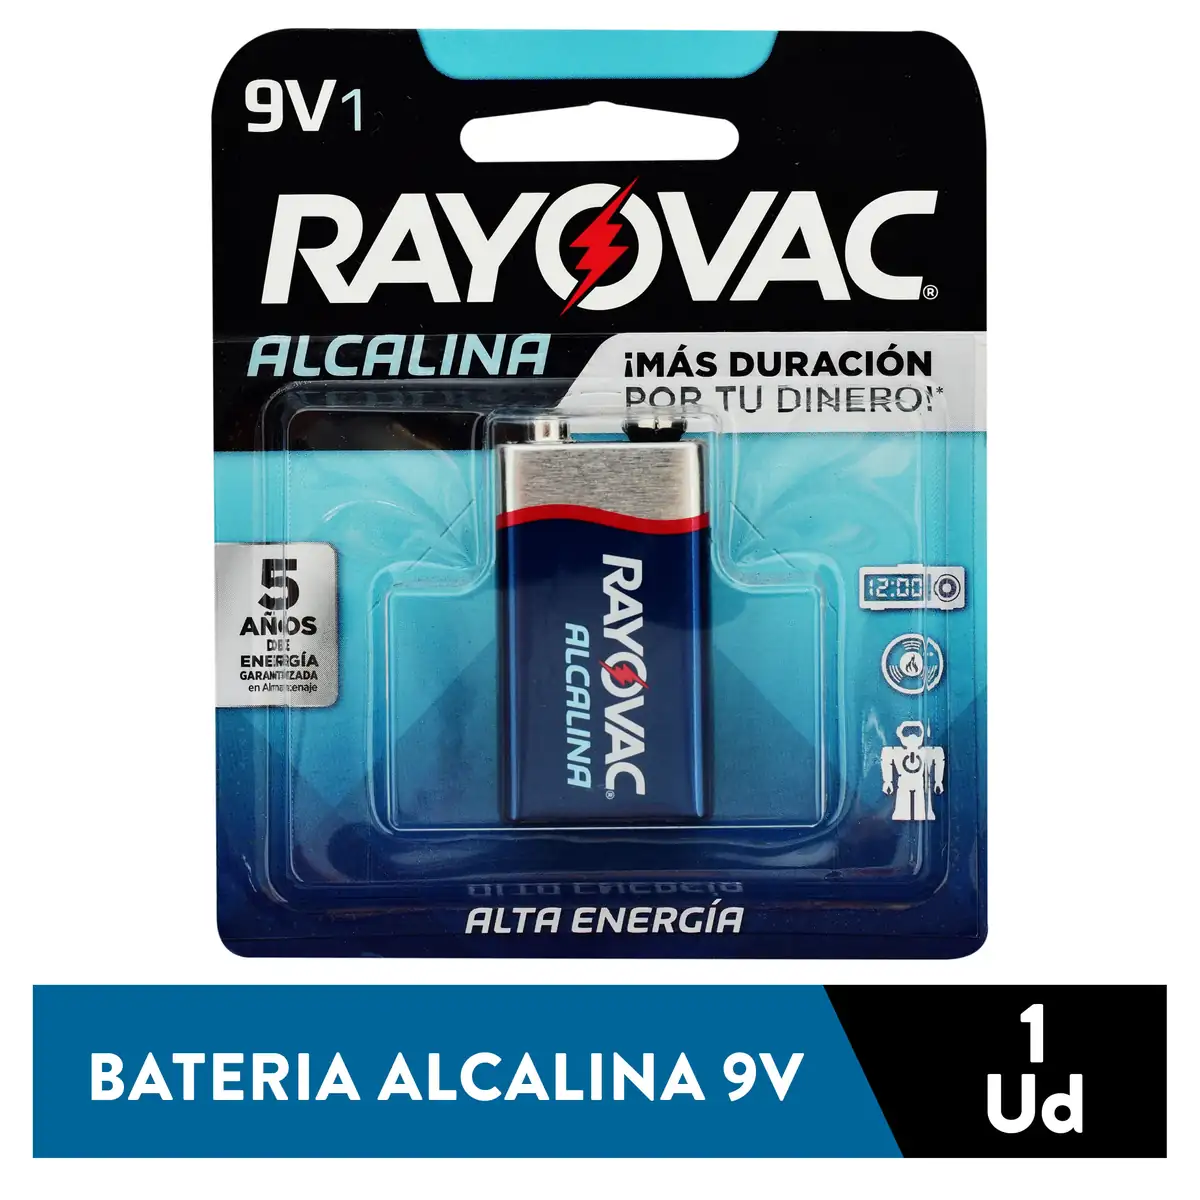 9V1
RAYOVAC®
ALCALINA
¡MÁS DURACIÓN
POR TU DINERO!*
5
AÑOS
DE
ENERGÍA
GARANTIZADA
en Almacenaje
12:00
RAYOVAC®
ALCALINA
ALTA ENERGÍA
BATERIA ALCALINA 9V
1
Ud